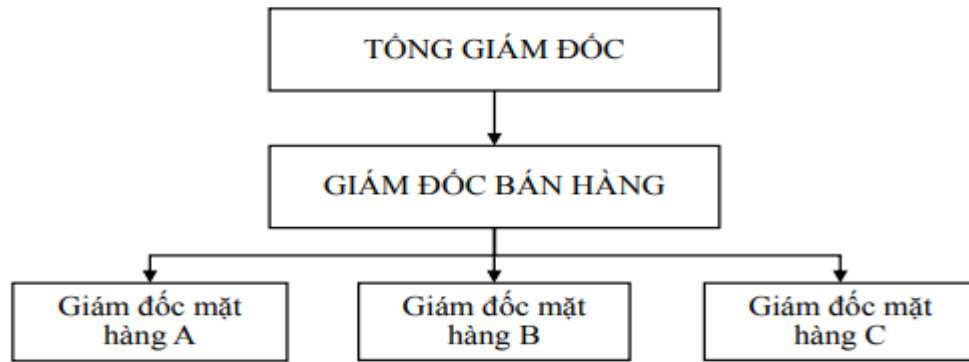 TỔNG GIÁM ĐỐC
GIÁM ĐỐC BÁN HÀNG
Giám đốc mặt
hàng A
Giám đốc mặt
hàng B
Giám đốc mặt
hàng C